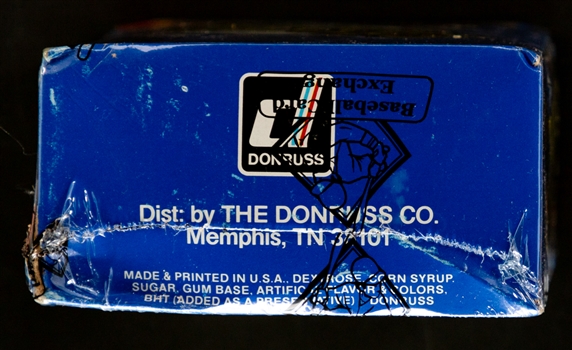 Baseball Card
Exchang
DONRUSS
Dist: by THE DONRUSS CO.
Memphis, TN 38101
MADE & PRINTED IN U.S.A., DEXTROSE, CORN SYRUP.
SUGAR, GUM BASE, ARTIFICIAL FLAVOR & COLORS.
BHT (ADDED AS A PRESERVATIVE) DONRUSS